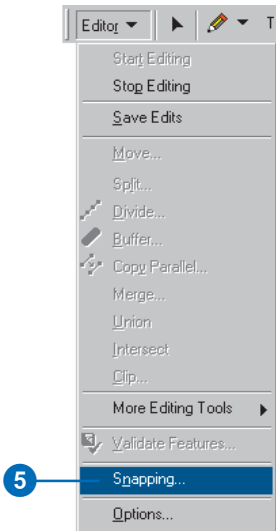 Editor T
Start Editing
Stop Editing
Save Edits
Move...
Split...
Divide...
Buffer...
Copy Parallel...
Merge...
Union
Intersect
Clip...
More Editing Tools
Validate Features...
5 Snapping...
Options...